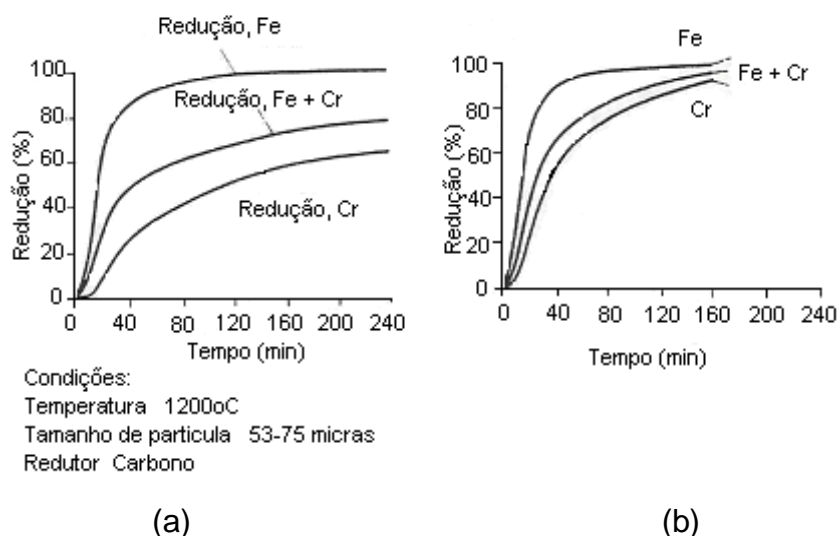 Redução, Fe
Redução, Fe + Cr
Redução, Cr
Redução (%)
100
80
60
40
20
0
0 40 80 120 160 200 240
Tempo (min)
Condições:
Temperatura 1200oC
Tamanho de particula 53-75 micras
Redutor Carbono
(a)
Fe
Fe + Cr
Cr
Redução (%)
100
80
60
40
20
0
0 40 80 120 160 200 240
Tempo (min)
(b)